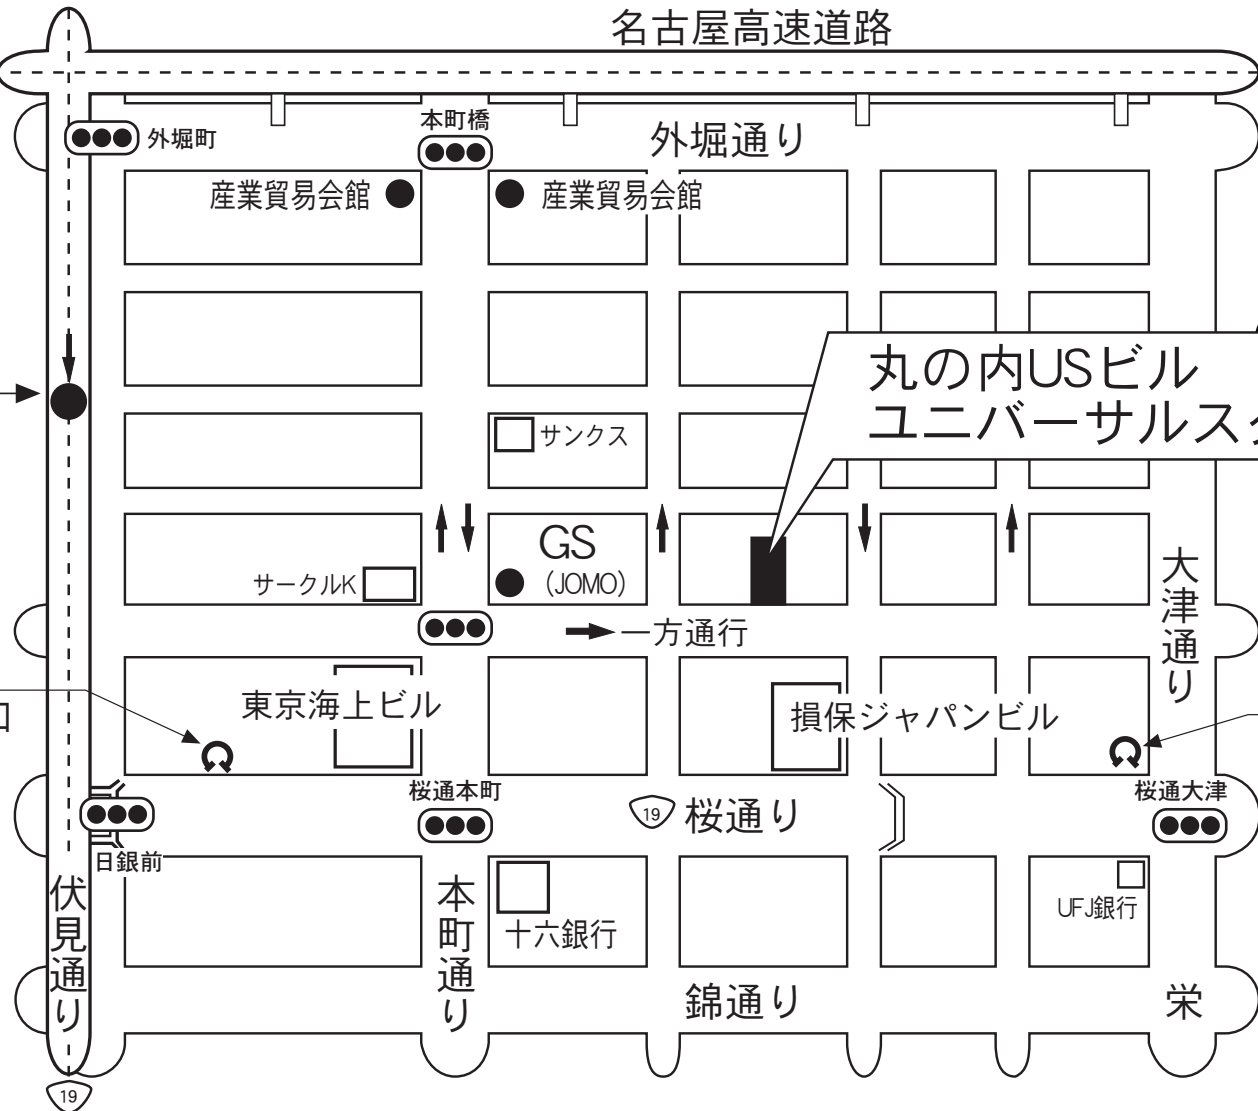 名古屋高速道路
外堀町
本町橋
外堀通り
産業貿易会館
産業貿易会館
丸の内USビル
ユニバーサルスク
サンクス
GS
(JOMO)
サークルK
一方通行
大津通り
東京海上ビル
損保ジャパンビル
桜通本町
19
桜通り
桜通大津
日銀前
伏見通り
本町通り
十六銀行
UFJ銀行
錦通り
栄
19